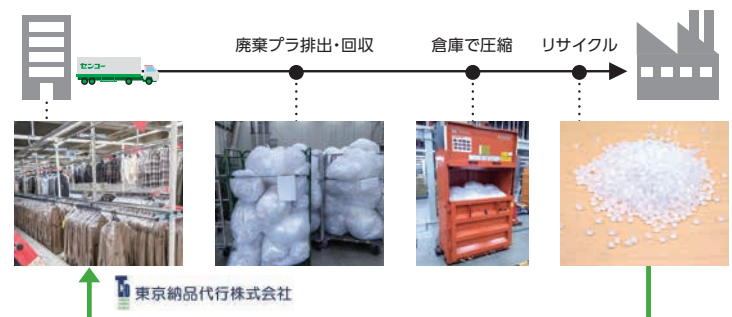 廃棄プラ排出・回収
倉庫で圧縮
リサイクル
センコー
東京納品代行株式会社